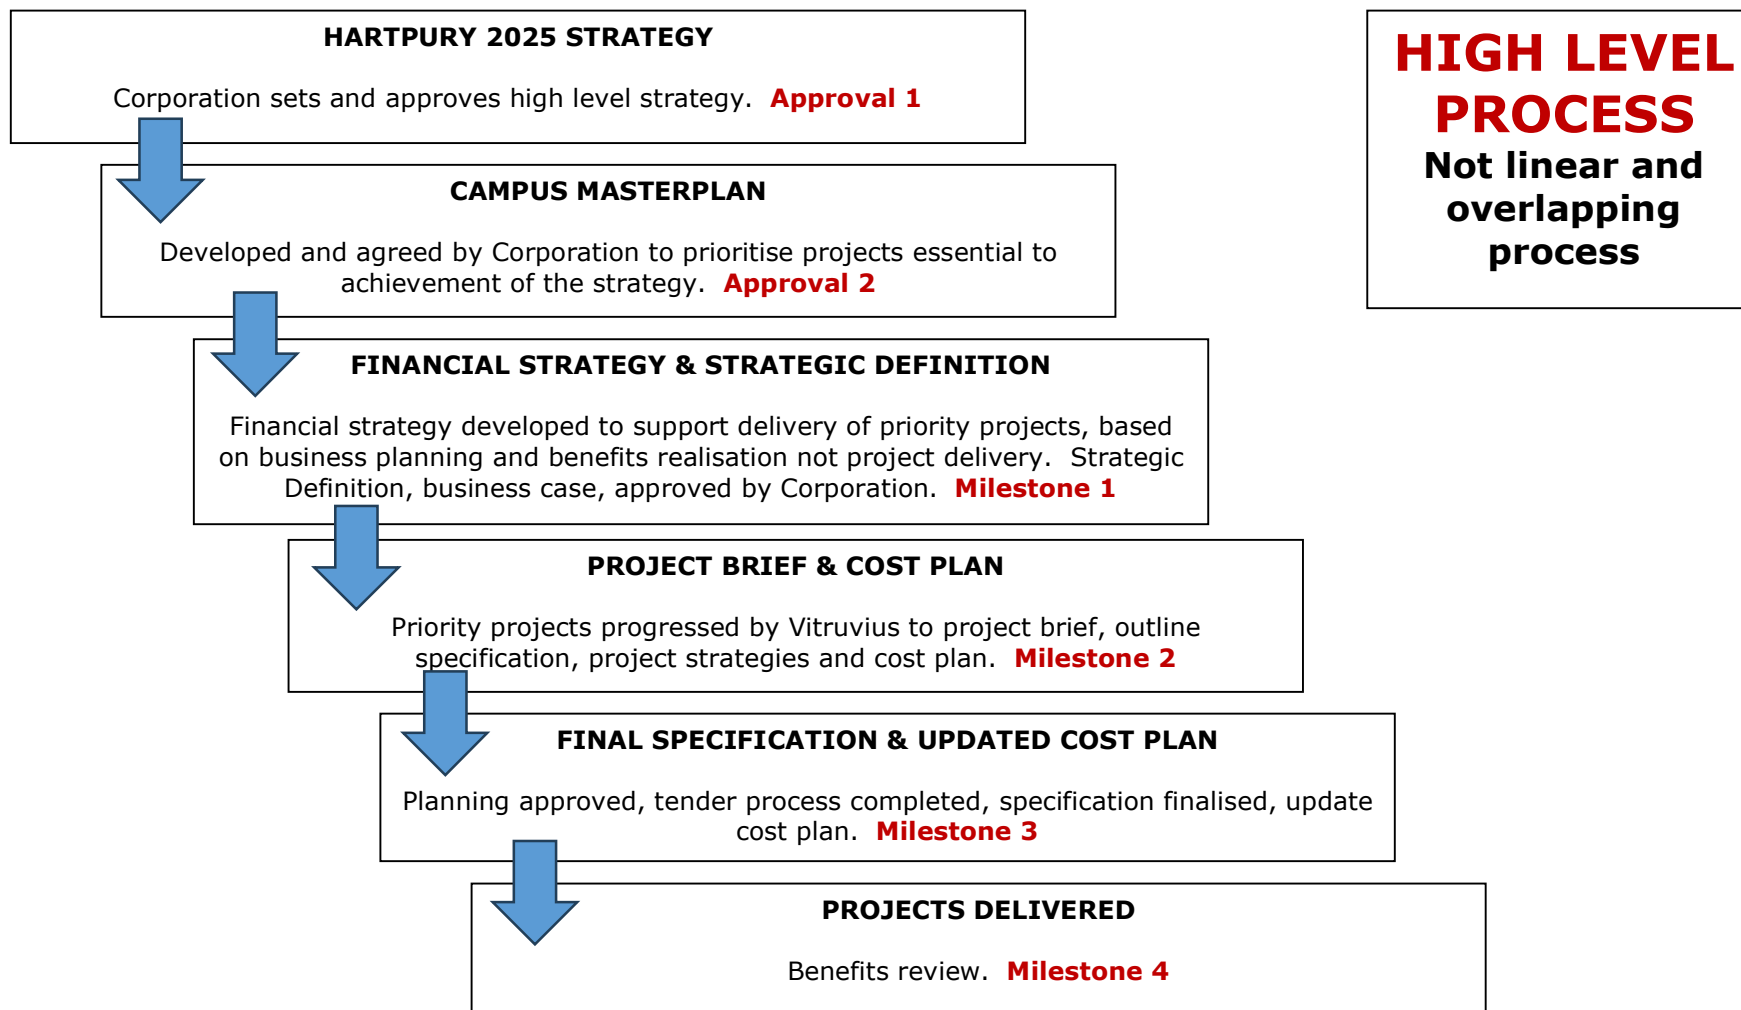 HARTPURY 2025 STRATEGY
Corporation sets and approves high level strategy.  Approval 1
HIGH LEVEL
PROCESS
Not linear and
overlapping
process
CAMPUS MASTERPLAN
Developed and agreed by Corporation to prioritise projects essential to
achievement of the strategy.  Approval 2
FINANCIAL STRATEGY & STRATEGIC DEFINITION
Financial strategy developed to support delivery of priority projects, based
on business planning and benefits realisation not project delivery.  Strategic
Definition, business case, approved by Corporation.  Milestone 1
PROJECT BRIEF & COST PLAN
Priority projects progressed by Vitruvius to project brief, outline
specification, project strategies and cost plan.  Milestone 2
FINAL SPECIFICATION & UPDATED COST PLAN
Planning approved, tender process completed, specification finalised, update
cost plan.  Milestone 3
PROJECTS DELIVERED
Benefits review.  Milestone 4